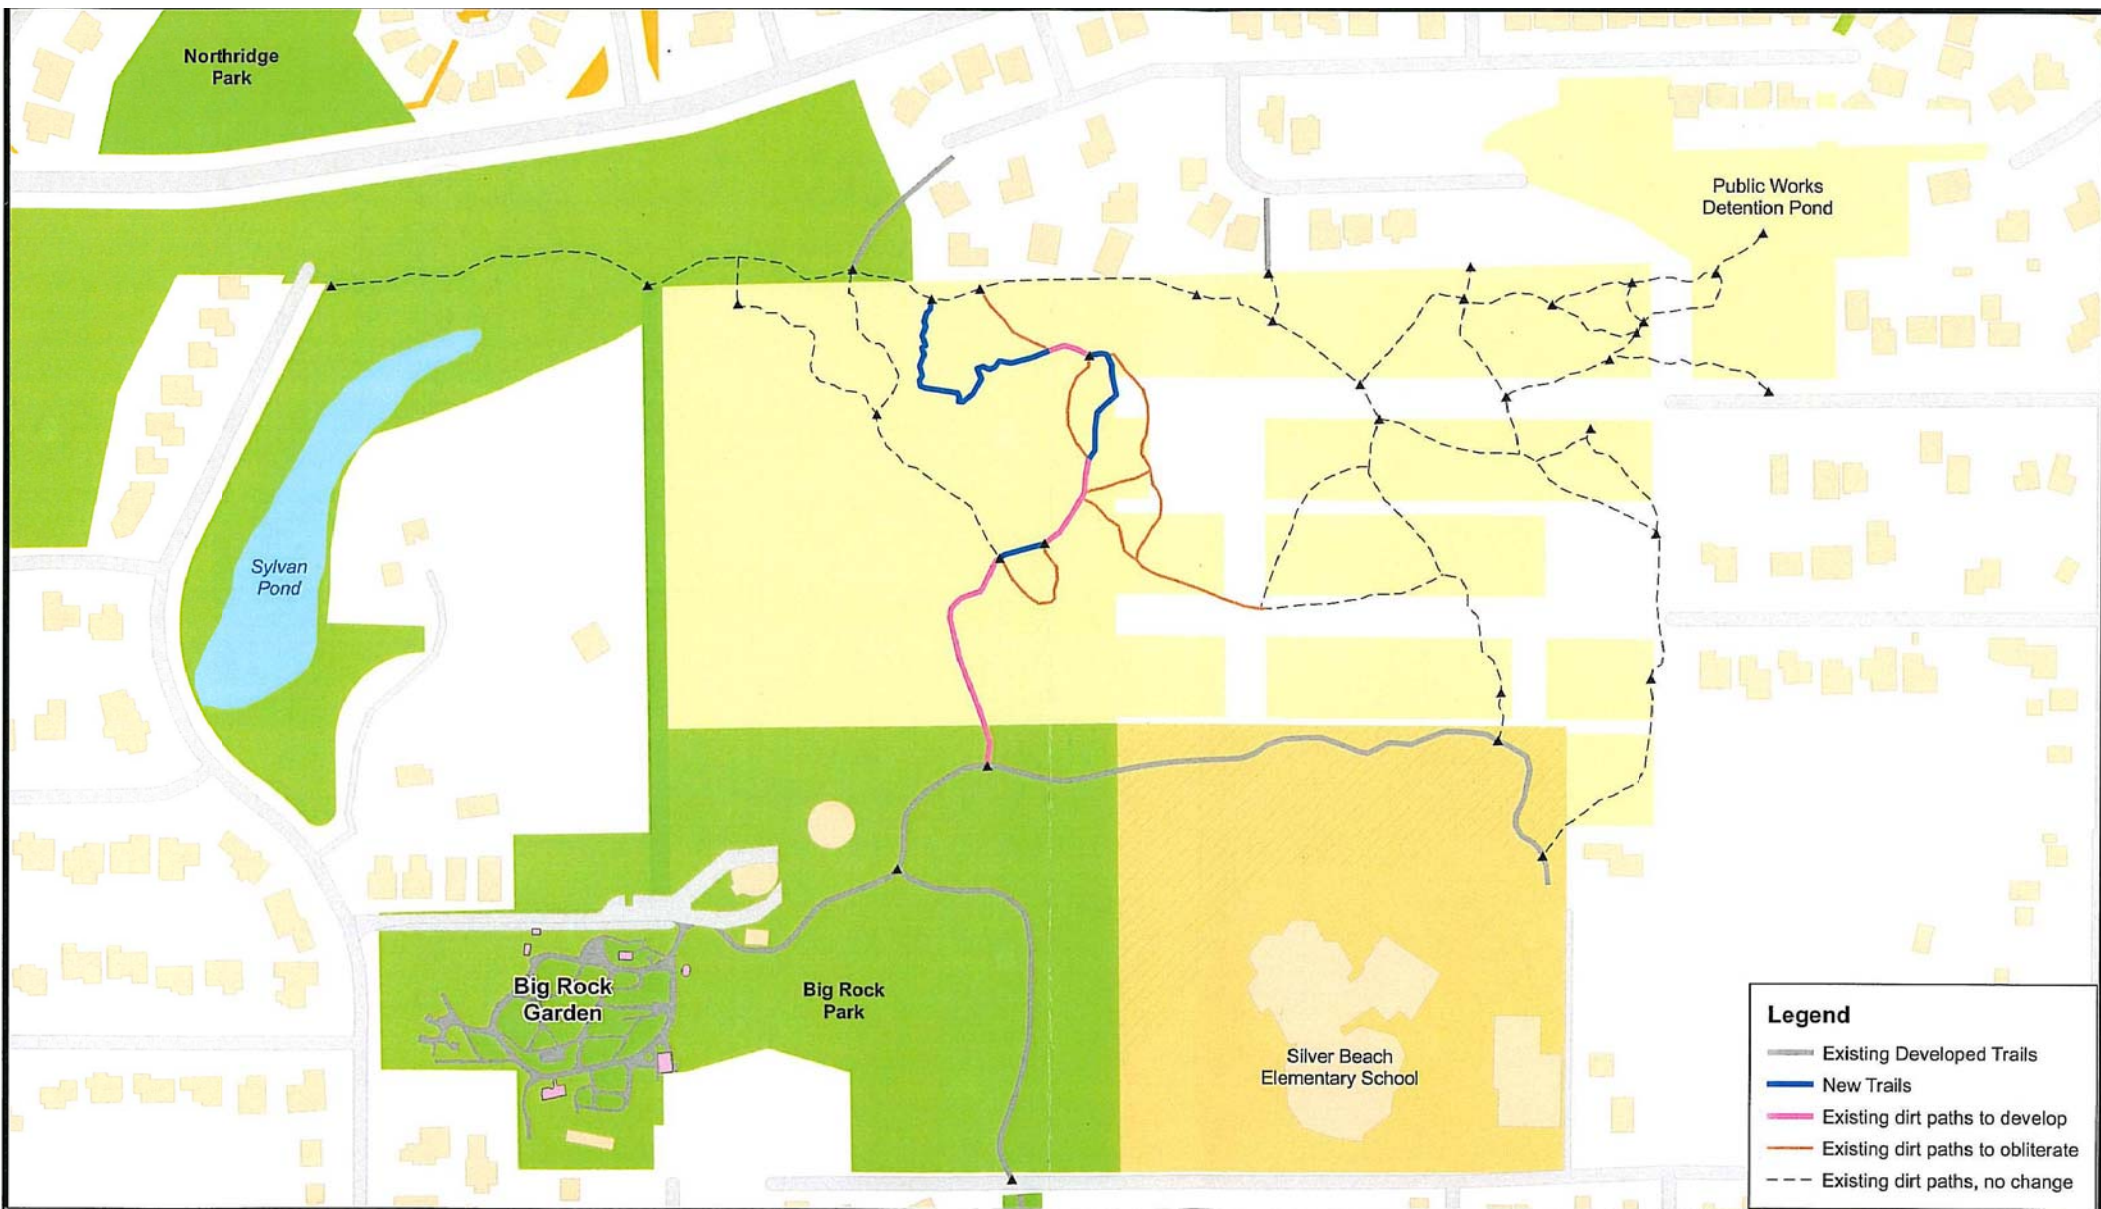 Northridge
Park
Public Works
Detention Pond
Sylvan
Pond
Big Rock
Garden
Big Rock
Park
Silver Beach
Elementary School
Legend
Existing Developed Trails
New Trails
Existing dirt paths to develop
Existing dirt paths to obliterate
Existing dirt paths, no change